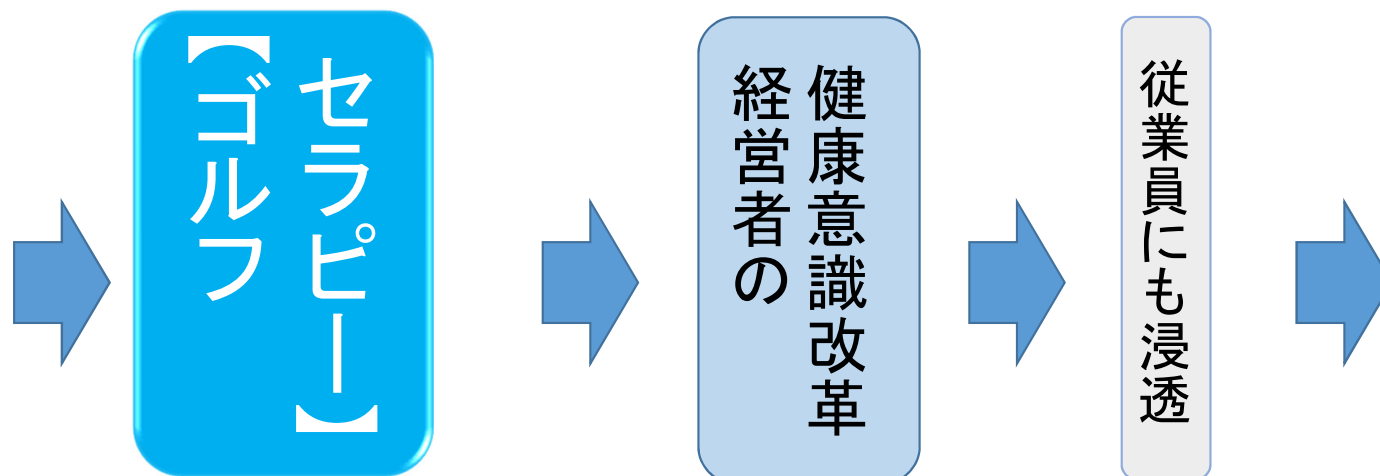 【ゴルフ
セラピー】
経営者の
健康意識改革
従業員にも浸透